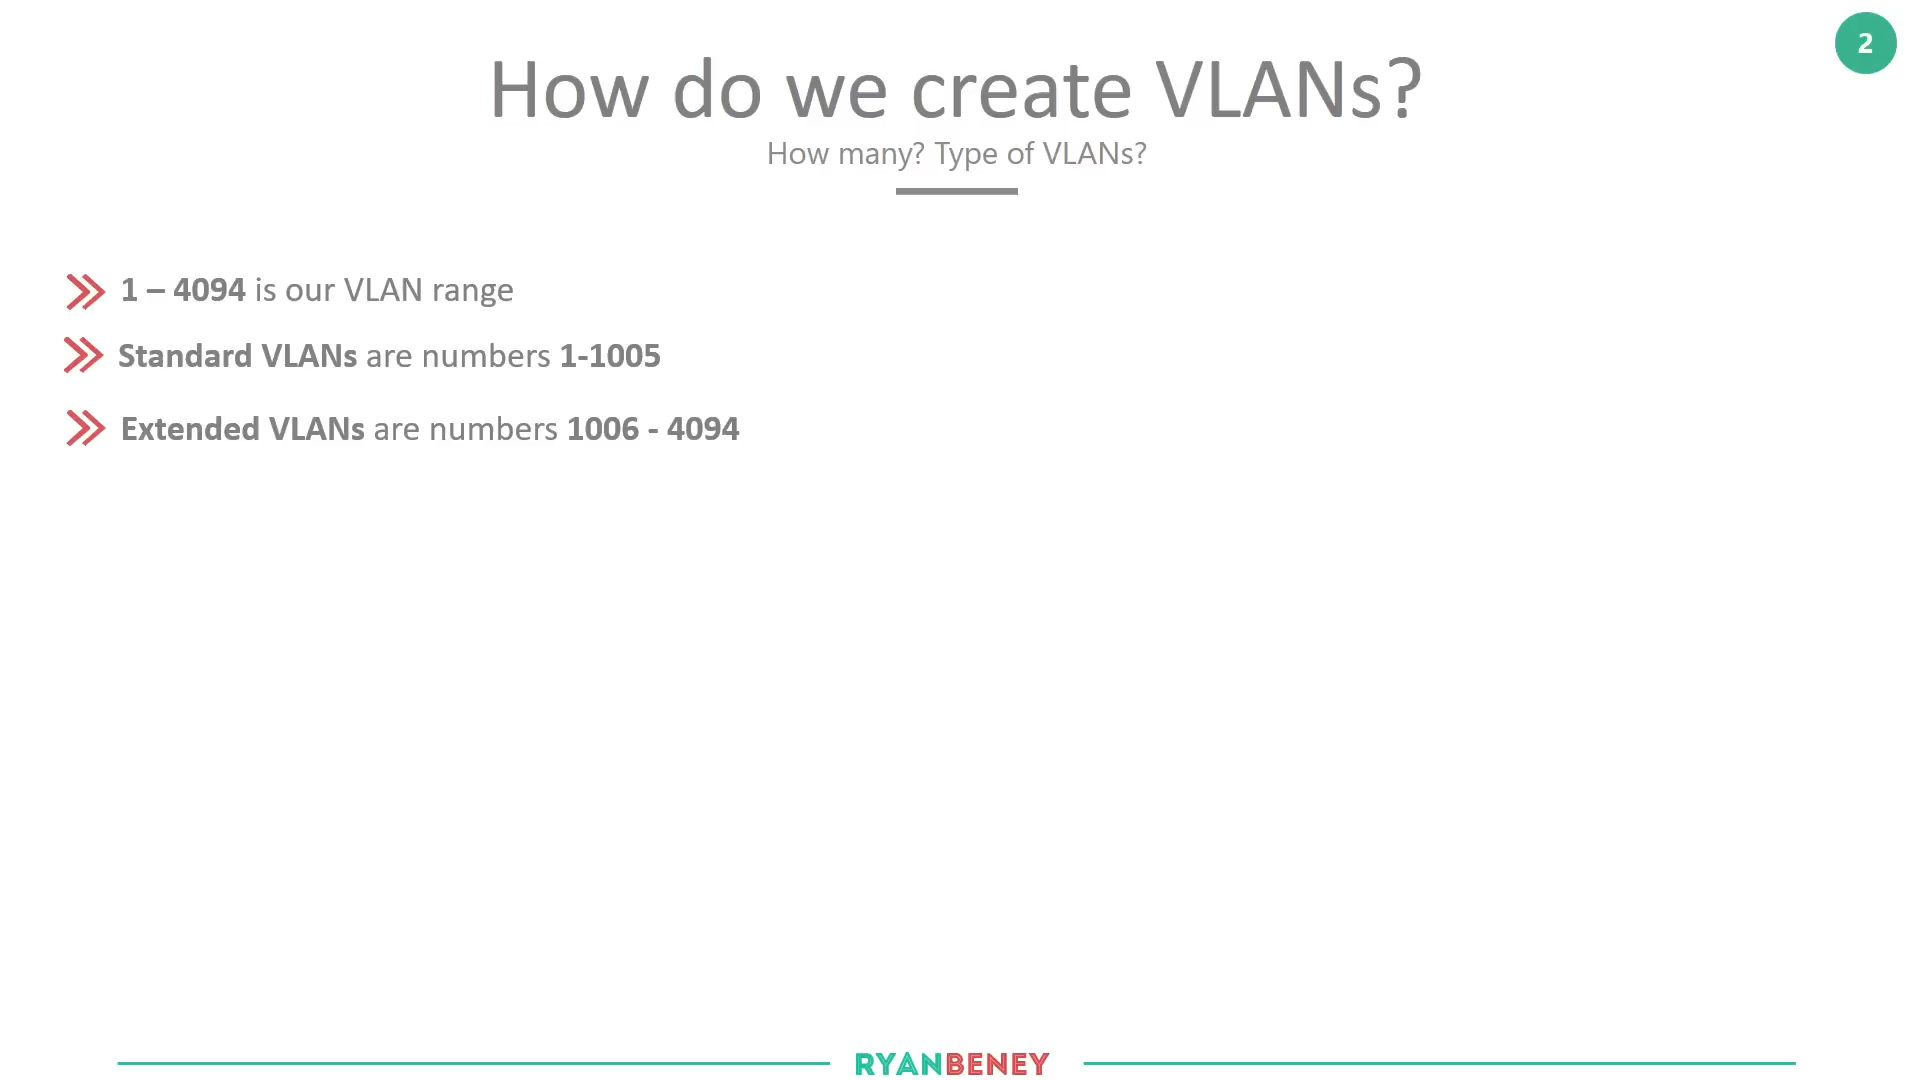 2
How do we create VLANs?
How many? Type of VLANs?
1 – 4094 is our VLAN range
Standard VLANs are numbers 1-1005
Extended VLANs are numbers 1006 - 4094
RYANBENEY